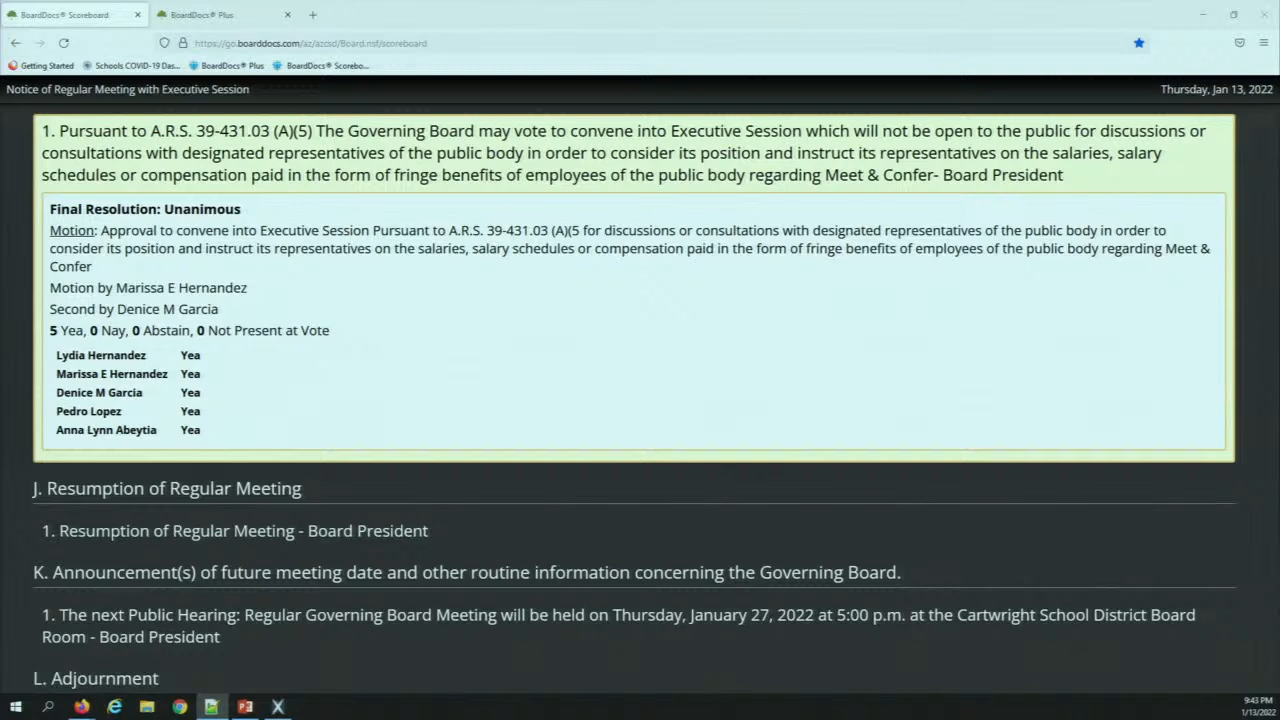 BoardDocs® Scoreboard
BoardDocs® Plus
https://go.boarddocs.com/az/azcsd/Board.nsf/scoreboard
Getting Started
Schools COVID-19 Das...
BoardDocs® Plus
BoardDocs® Scorebo...
Notice of Regular Meeting with Executive Session
Thursday, Jan 13, 2022
1. Pursuant to A.R.S. 39-431.03 (A)(5) The Governing Board may vote to convene into Executive Session which will not be open to the public for discussions or
consultations with designated representatives of the public body in order to consider its position and instruct its representatives on the salaries, salary
schedules or compensation paid in the form of fringe benefits of employees of the public body regarding Meet & Confer- Board President
Final Resolution: Unanimous
Motion: Approval to convene into Executive Session Pursuant to A.R.S. 39-431.03 (A)(5 for discussions or consultations with designated representatives of the public body in order to
consider its position and instruct its representatives on the salaries, salary schedules or compensation paid in the form of fringe benefits of employees of the public body regarding Meet &
Confer
Motion by Marissa E Hernandez
Second by Denice M Garcia
5 Yea, 0 Nay, 0 Abstain, 0 Not Present at Vote
Lydia Hernandez Yea
Marissa E Hernandez Yea
Denice M Garcia Yea
Pedro Lopez Yea
Anna Lynn Abeytia Yea
J. Resumption of Regular Meeting
1. Resumption of Regular Meeting - Board President
K. Announcement(s) of future meeting date and other routine information concerning the Governing Board.
1. The next Public Hearing: Regular Governing Board Meeting will be held on Thursday, January 27, 2022 at 5:00 p.m. at the Cartwright School District Board
Room - Board President
L. Adjournment
9:43 PM
1/13/2022